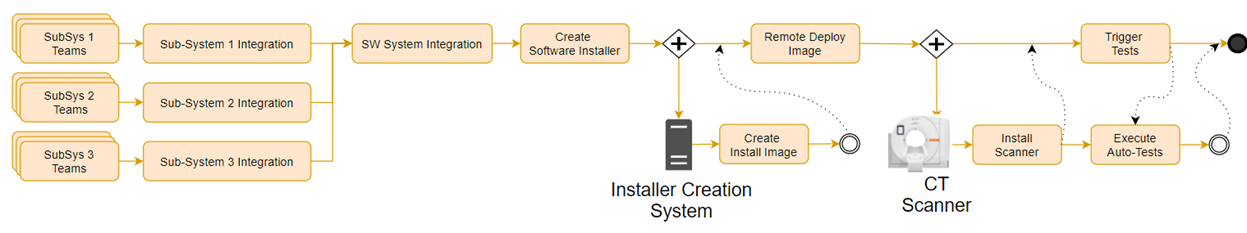 SubSys 1
Teams
Sub-System 1 Integration
SW System Integration
Create
Software Installer
Remote Deploy
Image
Trigger
Tests
SubSys 2
Teams
Sub-System 2 Integration
SubSys 3
Teams
Sub-System 3 Integration
Create
Install Image
Install
Scanner
Execute
Auto-Tests
Installer Creation
System
CT
Scanner